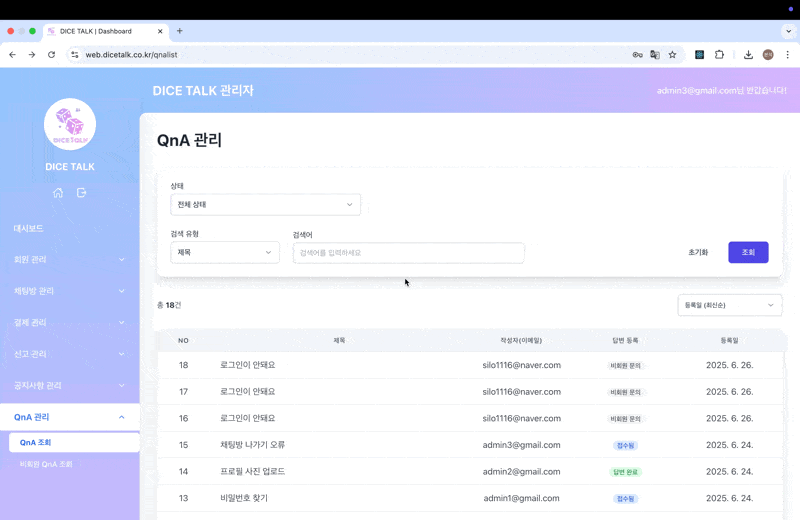 DICE TALK | Dashboard
web.dicetalk.co.kr/qnalist
DICE TALK
DICE TALK
대시보드
회원 관리
채팅방 관리
결제 관리
신고 관리
공지사항 관리
QnA 관리
QnA 조회
비회원 QnA 조회
DICE TALK 관리자
admin3@gmail.com님 반갑습니다!
QnA 관리
상태
전체 상태
검색 유형
검색어
제목
검색어를 입력하세요
초기화
조회
총 18건
등록일 (최신순)
NO 제목 작성자(이메일) 답변 등록 등록일
18 로그인이 안돼요 silo1116@naver.com 비회원 문의 2025. 6. 26.
17 로그인이 안돼요 silo1116@naver.com 비회원 문의 2025. 6. 26.
16 로그인이 안돼요 silo1116@naver.com 비회원 문의 2025. 6. 26.
15 채팅방 나가기 오류 admin3@gmail.com 접수됨 2025. 6. 24.
14 프로필 사진 업로드 admin2@gmail.com 답변 완료 2025. 6. 24.
13 비밀번호 찾기 admin1@gmail.com 접수됨 2025. 6. 24.